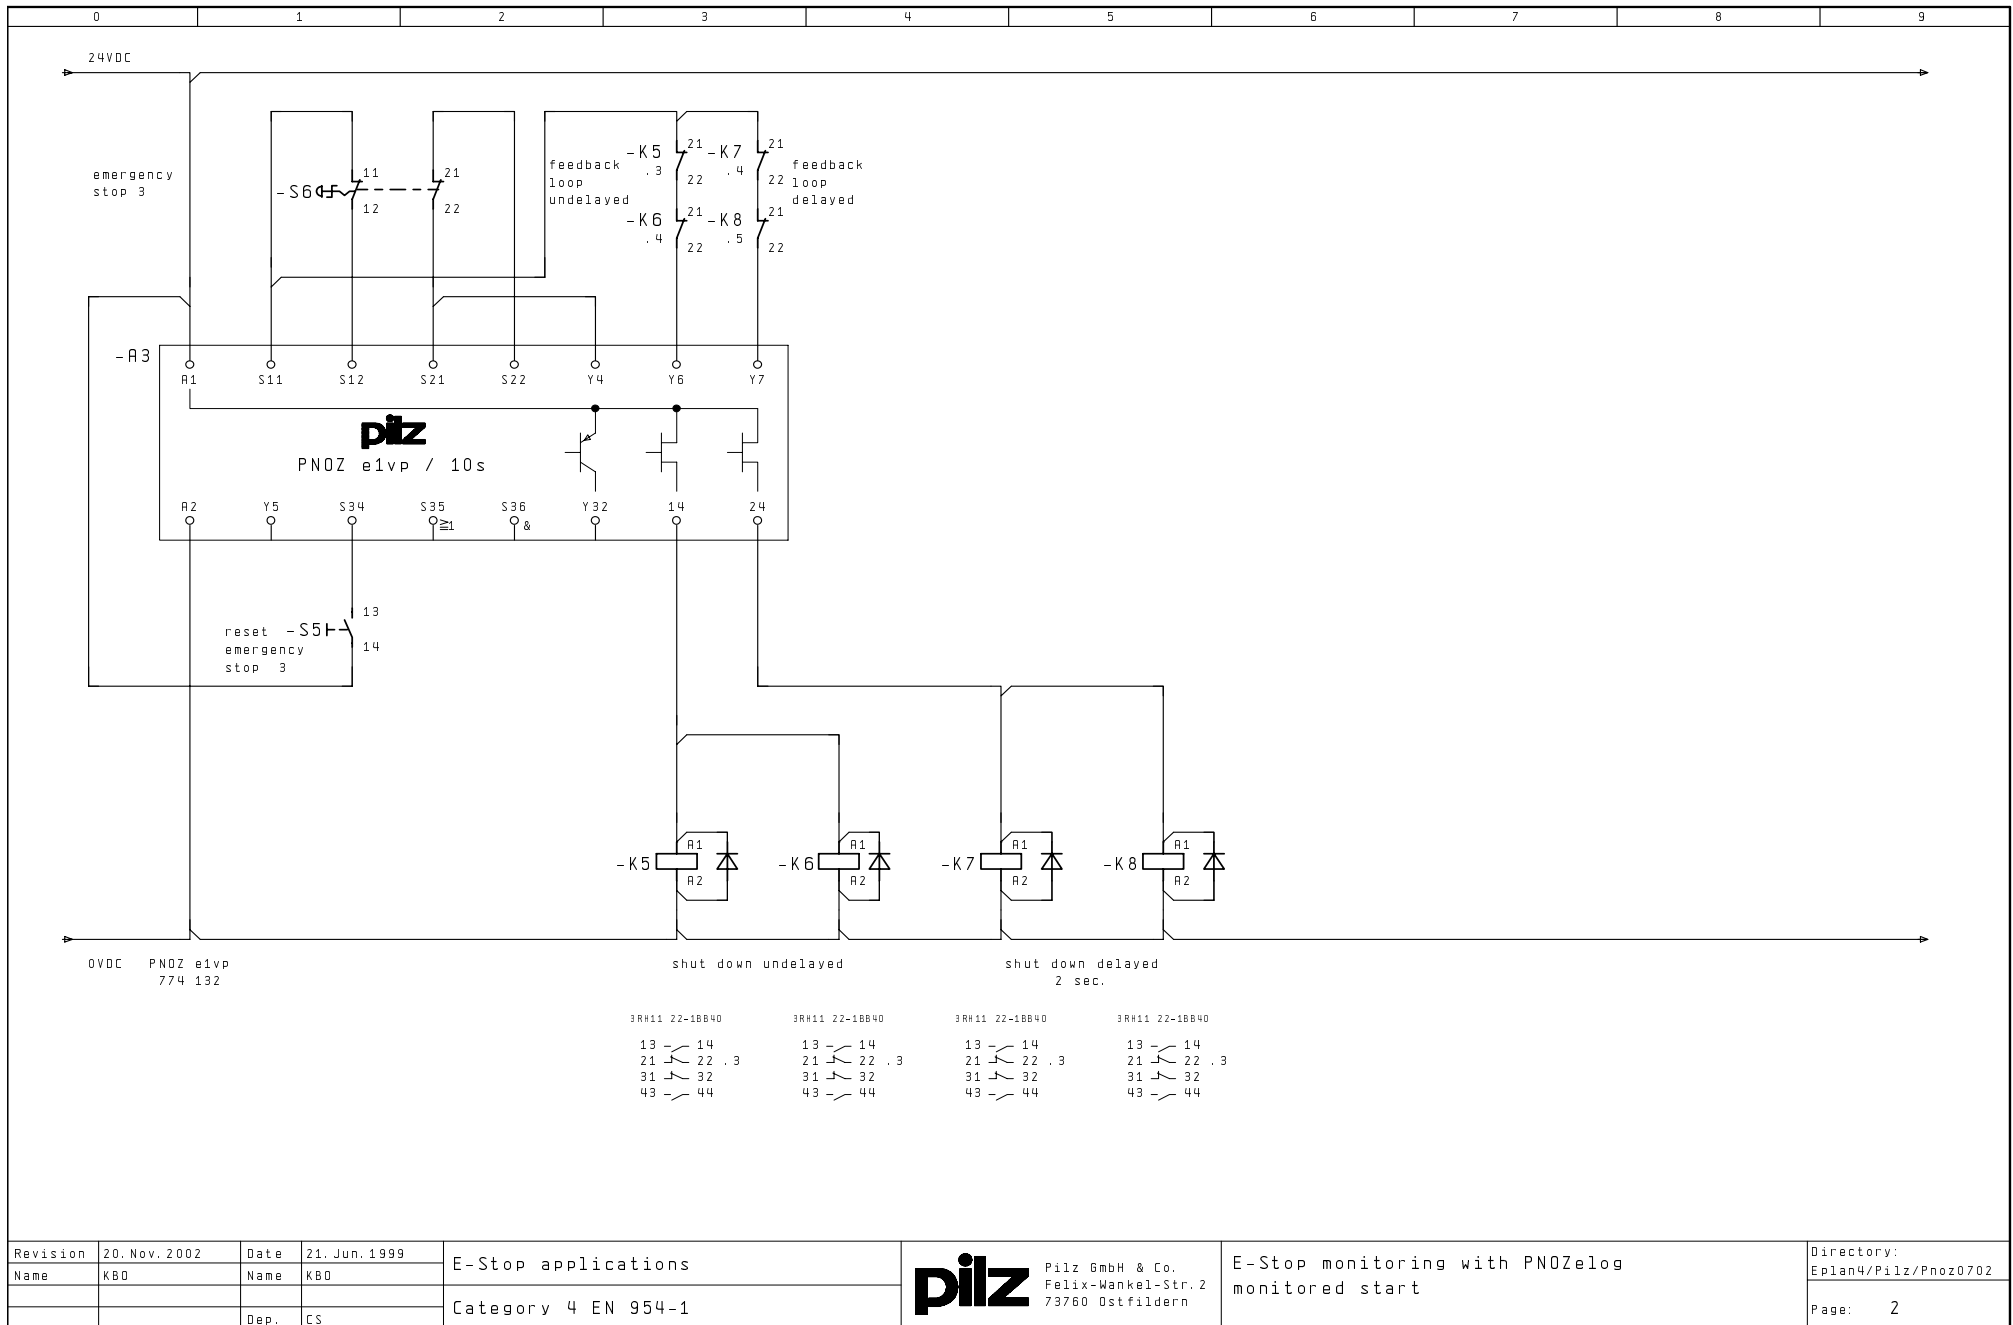 0 1 2 3 4 5 6 7 8 9
24VDC
emergency
stop 3
-S6
11
12
21
22
feedback
loop
undelayed
-K5
.3
21
22
-K7
.4
21
22
feedback
loop
delayed
-K6
.4
21
22
-K8
.5
21
22
-A3
A1 S11 S12 S21 S22 Y4 Y6 Y7
pilz
PNOZ e1vp / 10s
A2 Y5 S34 S35 S36 Y32 14 24
≧1 &
reset
emergency
stop 3
-S5
13
14
-K5 A1 A2
-K6 A1 A2
-K7 A1 A2
-K8 A1 A2
0VDC
PNOZ e1vp
774 132
shut down undelayed
shut down delayed
2 sec.
3RH11 22-1BB40 3RH11 22-1BB40 3RH11 22-1BB40 3RH11 22-1BB40
13 14 13 14 13 14 13 14
21 22 .3 21 22 .3 21 22 .3 21 22 .3
31 32 31 32 31 32 31 32
43 44 43 44 43 44 43 44
Revision 20.Nov.2002 Date 21.Jun.1999
Name KBO Name KBO
Dep. CS
E-Stop applications
Category 4 EN 954-1
pilz
Pilz GmbH & Co.
Felix-Wankel-Str.2
73760 Ostfildern
E-Stop monitoring with PNOZelog
monitored start
Directory:
Eplan4/Pilz/Pnoz0702
Page: 2